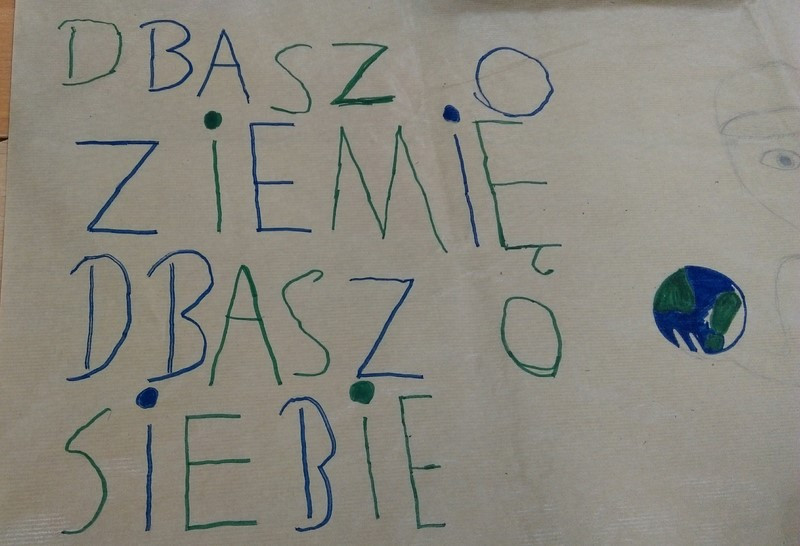 DBASZ O
ZiEMiĘ
DBASZ O
SiEBiE